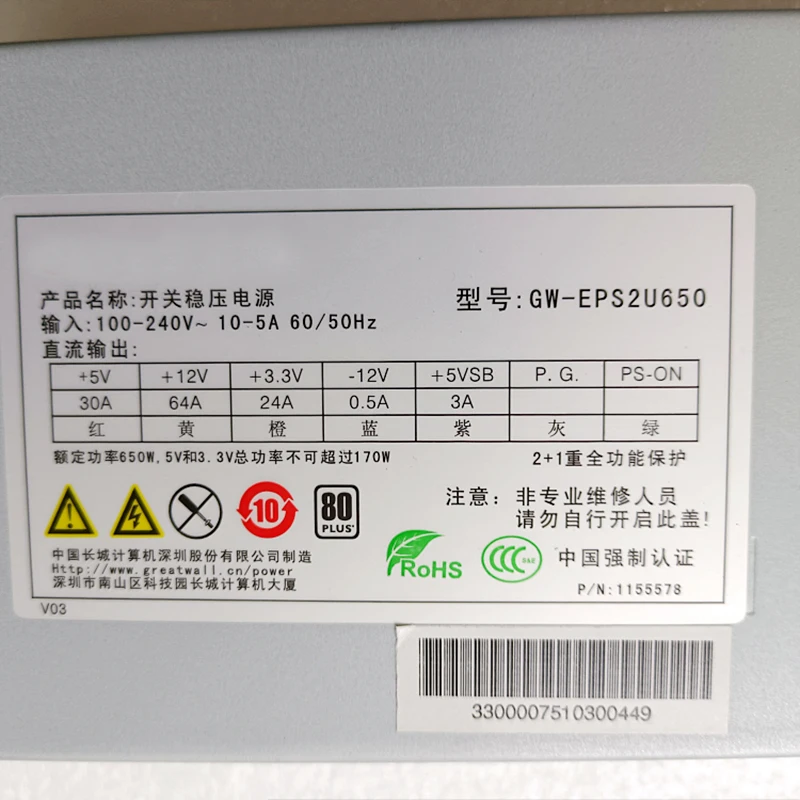 产品名称:开关稳压电源
型号:GW-EPS2U650
输入:100-240V~ 10-5A 60/50Hz
直流输出:
+5V +12V +3.3V -12V +5VSB P.G. PS-ON
30A 64A 24A 0.5A 3A
红 黄 橙 蓝 紫 灰 绿
额定功率650W,5V和3.3V总功率不可超过170W
2+1重全功能保护
10
80
PLUS
注意: 非专业维修人员
请勿自行开启此盖!
中国长城计算机深圳股份有限公司制造
Http://www.greatwall.cn/power
深圳市南山区科技园长城计算机大厦
RoHS
CCC S&E
中国强制认证
P/N:1155578
V03
3300007510300449